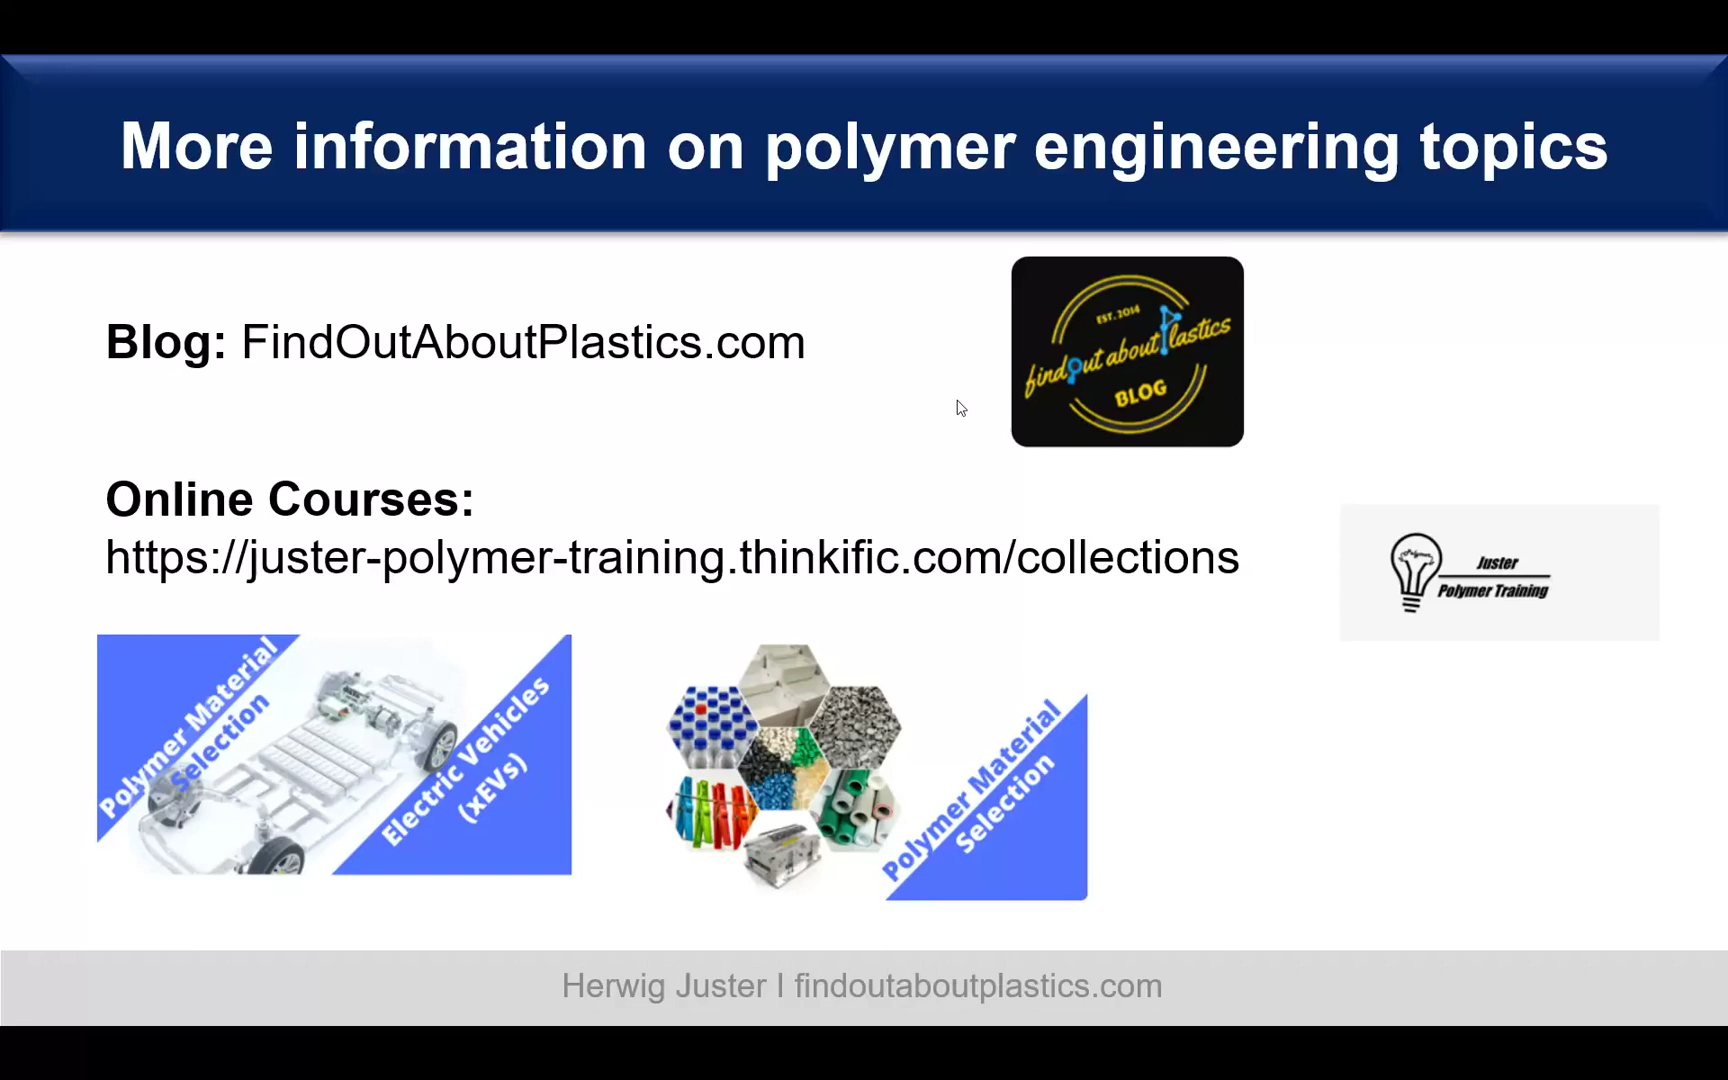 More information on polymer engineering topics
Blog: FindOutAboutPlastics.com
EST. 2014
find out about Plastics
BLOG
Online Courses:
https://juster-polymer-training.thinkific.com/collections
Polymer
Juster
Polymer Training
Polymer Material
Selection
Electric Vehicles
(xEVs)
Polymer Material
Selection
Herwig Juster I findoutaboutplastics.com